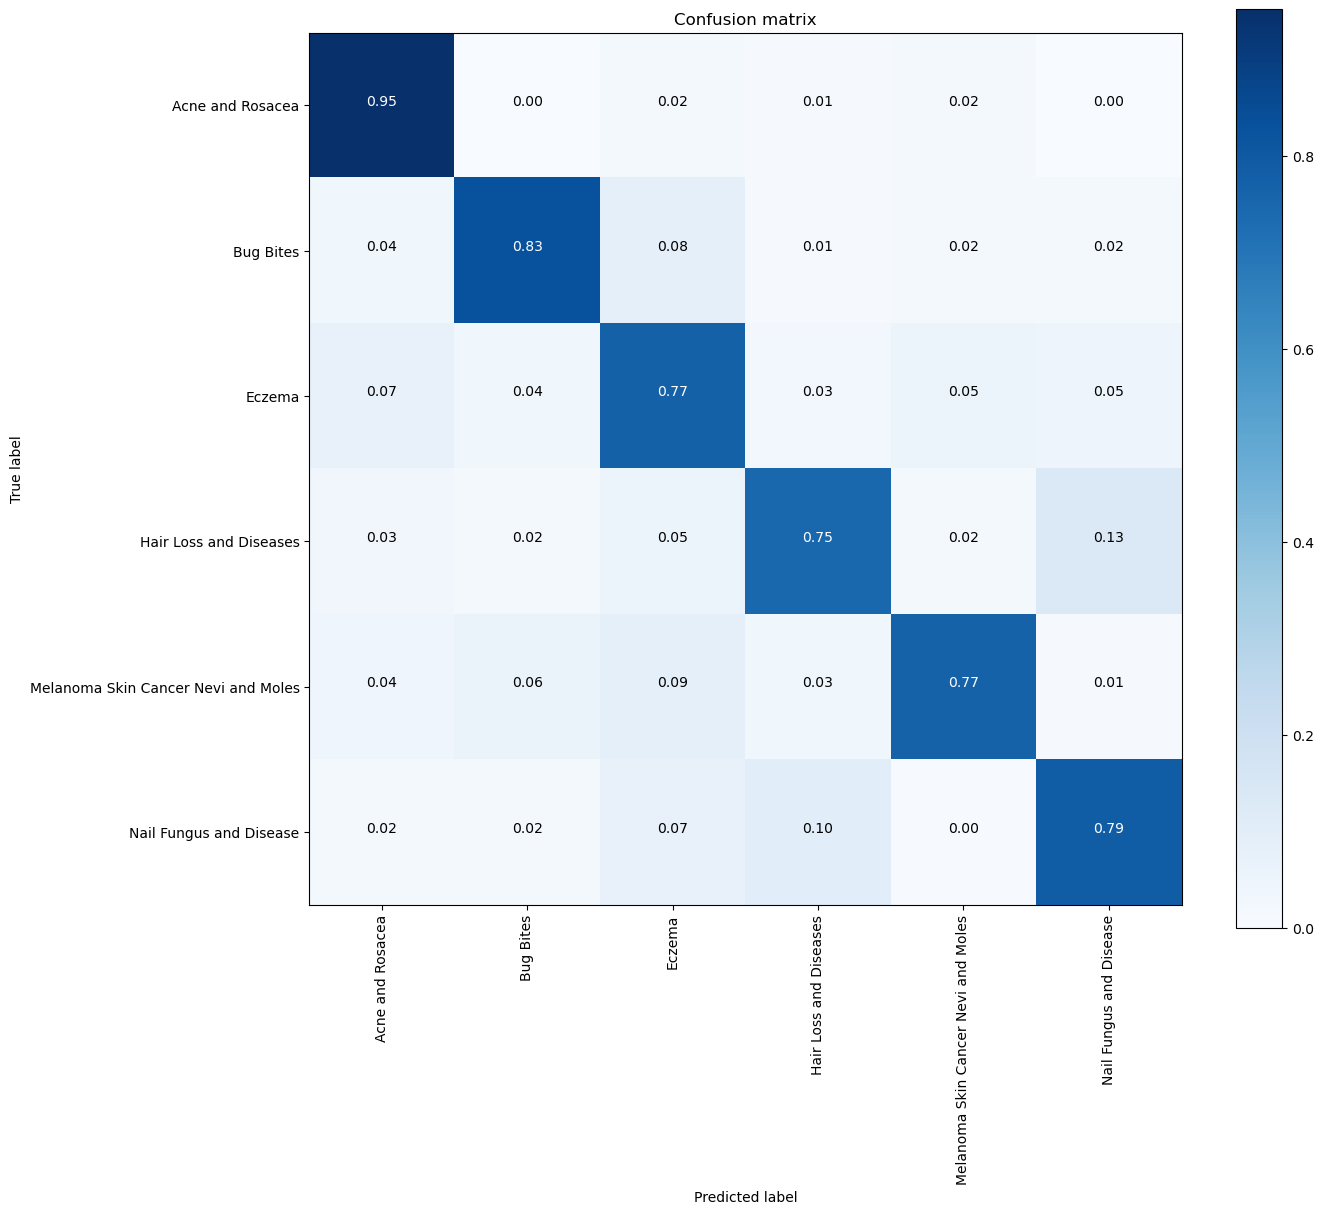 Confusion matrix
Acne and Rosacea 0.95 0.00 0.02 0.01 0.02 0.00
Bug Bites 0.04 0.83 0.08 0.01 0.02 0.02
Eczema 0.07 0.04 0.77 0.03 0.05 0.05
Hair Loss and Diseases 0.03 0.02 0.05 0.75 0.02 0.13
Melanoma Skin Cancer Nevi and Moles 0.04 0.06 0.09 0.03 0.77 0.01
Nail Fungus and Disease 0.02 0.02 0.07 0.10 0.00 0.79
True label
Acne and Rosacea
Bug Bites
Eczema
Hair Loss and Diseases
Melanoma Skin Cancer Nevi and Moles
Nail Fungus and Disease
Predicted label
0.8
0.6
0.4
0.2
0.0